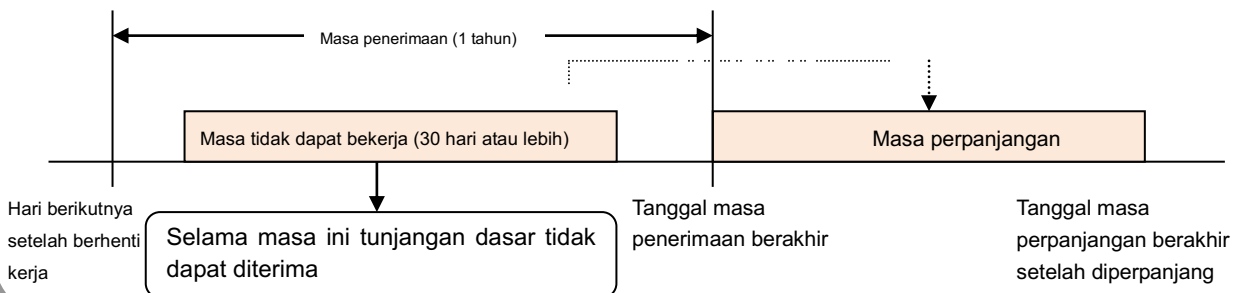 Masa penerimaan (1 tahun)
Masa tidak dapat bekerja (30 hari atau lebih)
Masa perpanjangan
Hari berikutnya
setelah berhenti
kerja
Selama masa ini tunjangan dasar tidak
dapat diterima
Tanggal masa
penerimaan berakhir
Tanggal masa
perpanjangan berakhir
setelah diperpanjang